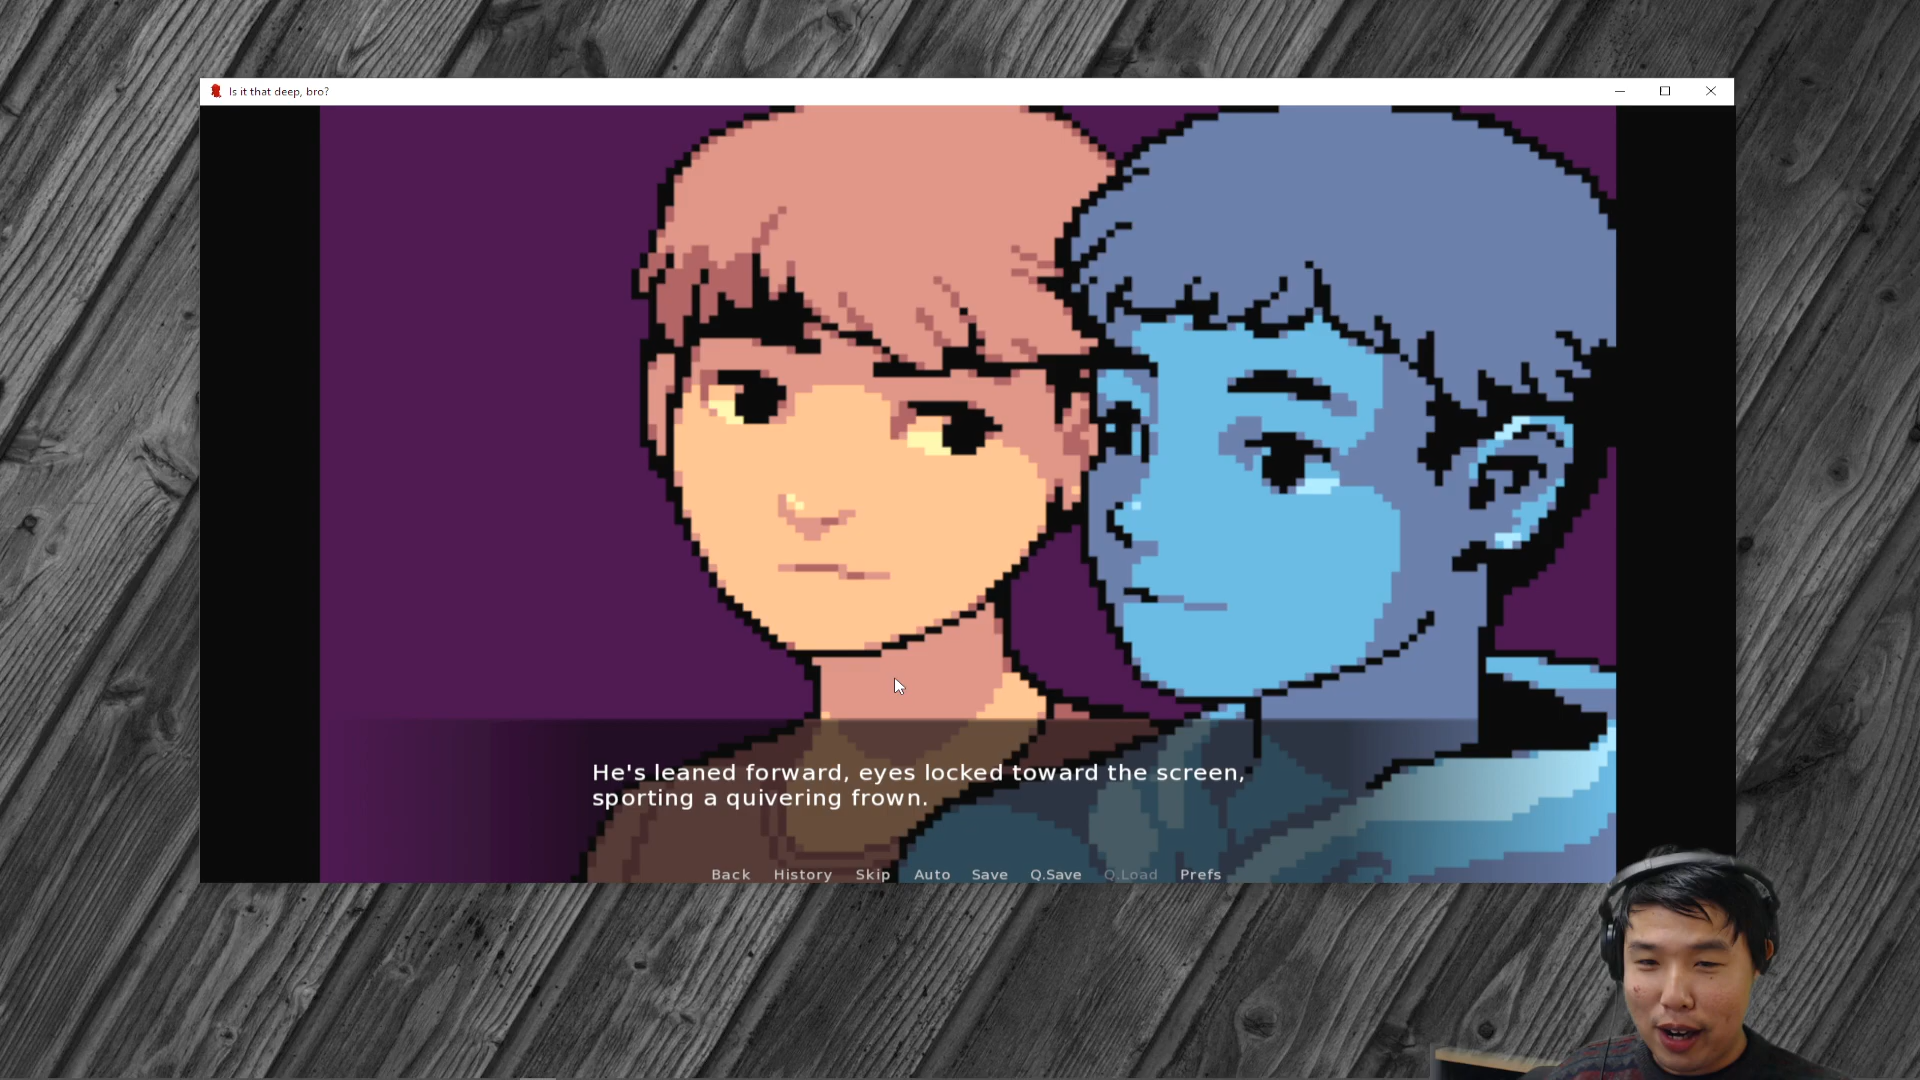 Is it that deep, bro?
He's leaned forward, eyes locked toward the screen,
sporting a quivering frown.
Back History Skip Auto Save Q.Save Q.Load Prefs